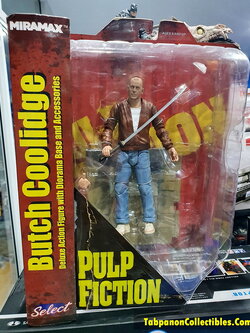 MIRAMAX
Butch Coolidge
Deluxe Action Figure with Diorama Base and Accessories
Select
PULP
FICTION
TabpanonCollectibles.Com